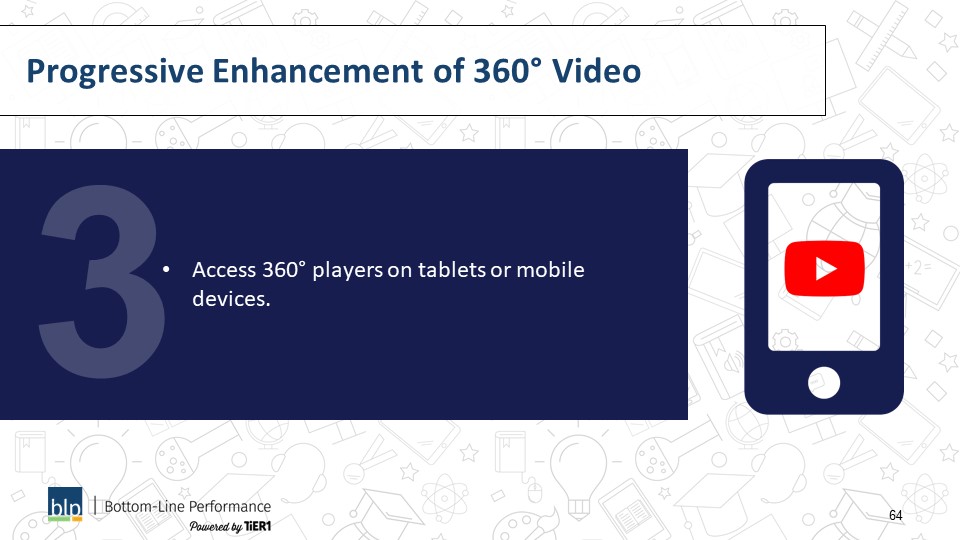 Progressive Enhancement of 360° Video
3
• Access 360° players on tablets or mobile
devices.
+2=
blp | Bottom-Line Performance
Powered by TiER1
64